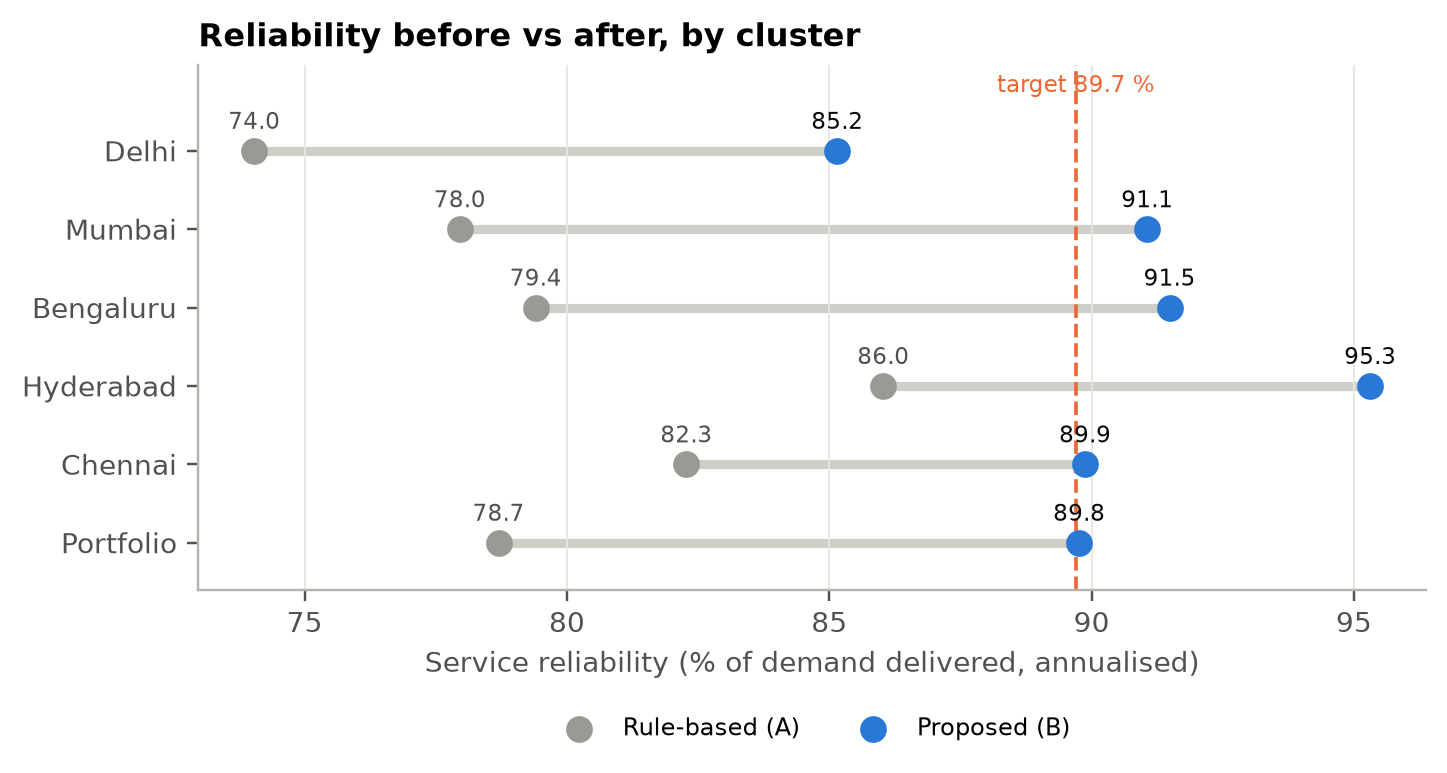 Reliability before vs after, by cluster
target 89.7 %
74.0 85.2
Delhi
78.0 91.1
Mumbai
79.4 91.5
Bengaluru
86.0 95.3
Hyderabad
82.3 89.9
Chennai
78.7 89.8
Portfolio
75 80 85 90 95
Service reliability (% of demand delivered, annualised)
Rule-based (A) Proposed (B)